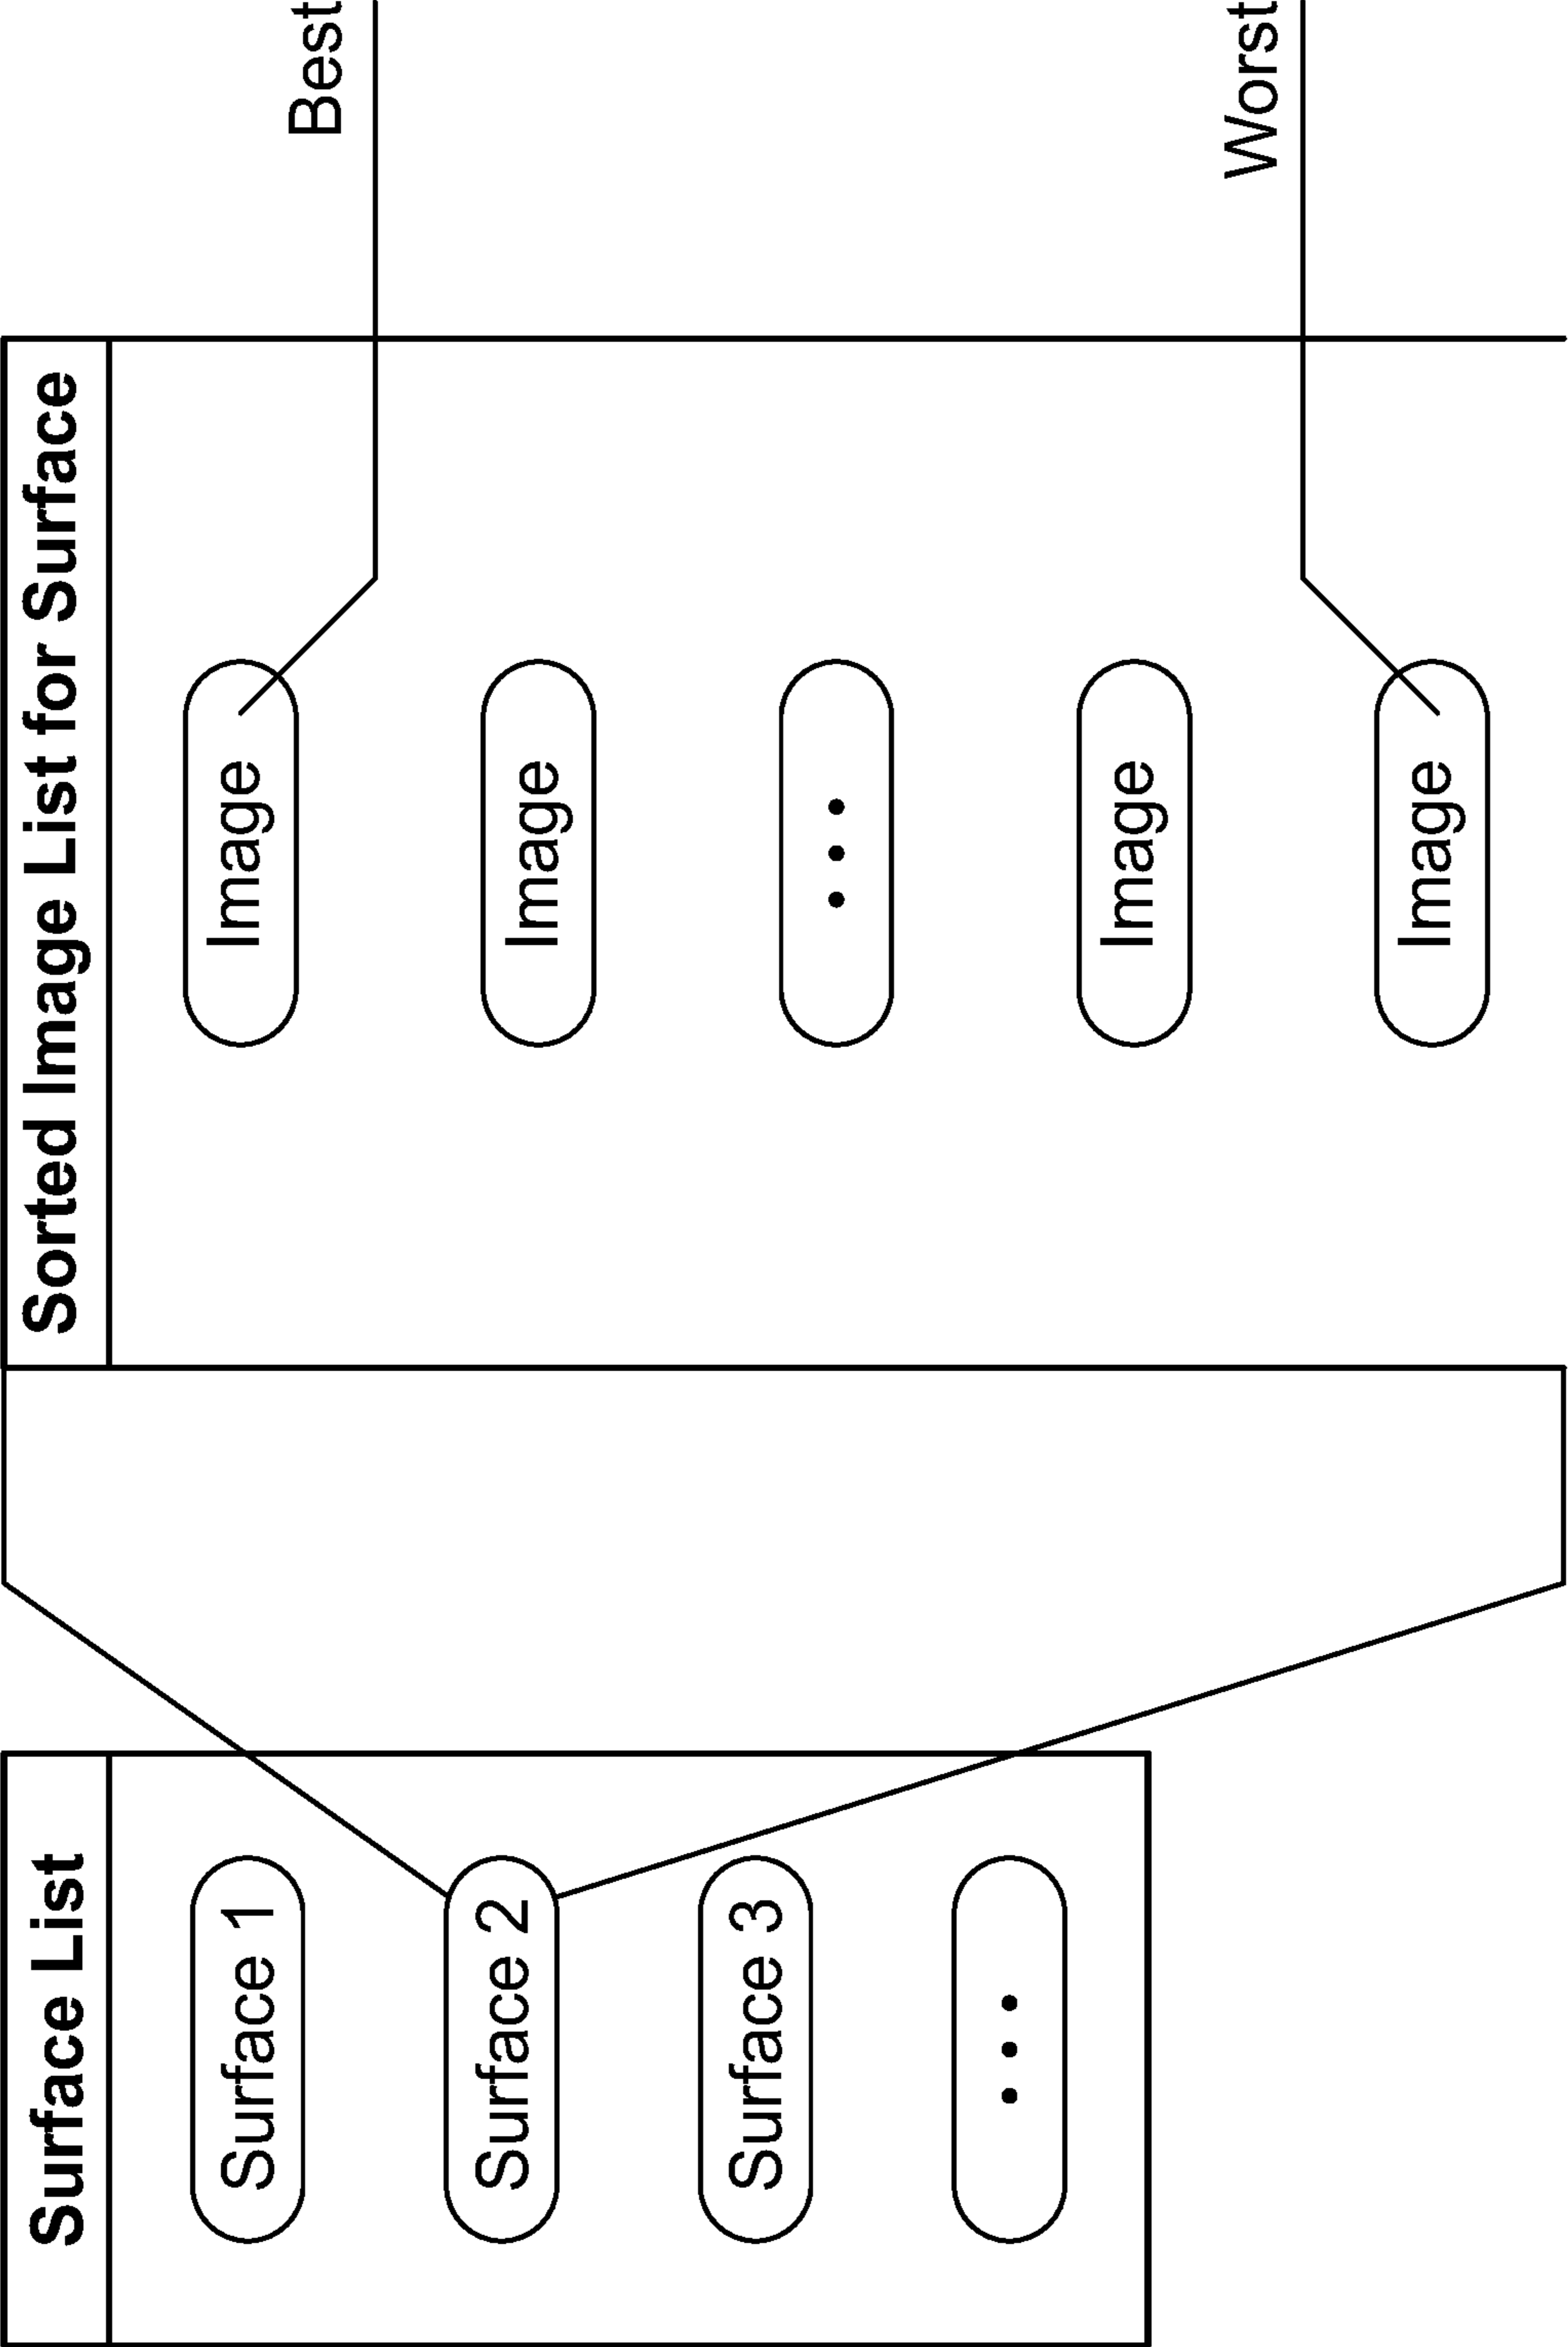 Surface List
Surface 1
Surface 2
Surface 3
...
Sorted Image List for Surface
Image
Image
...
Image
Image
Best
Worst